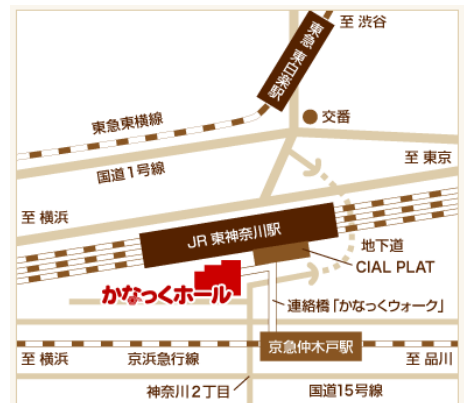 至 渋谷
東急 東白楽駅
交番
東急東横線
国道1号線
至 東京
至 横浜
JR 東神奈川駅
地下道
CIAL PLAT
かなっくホール
連絡橋「かなっくウォーク」
京急仲木戸駅
至 横浜
京浜急行線
至 品川
神奈川2丁目
国道15号線